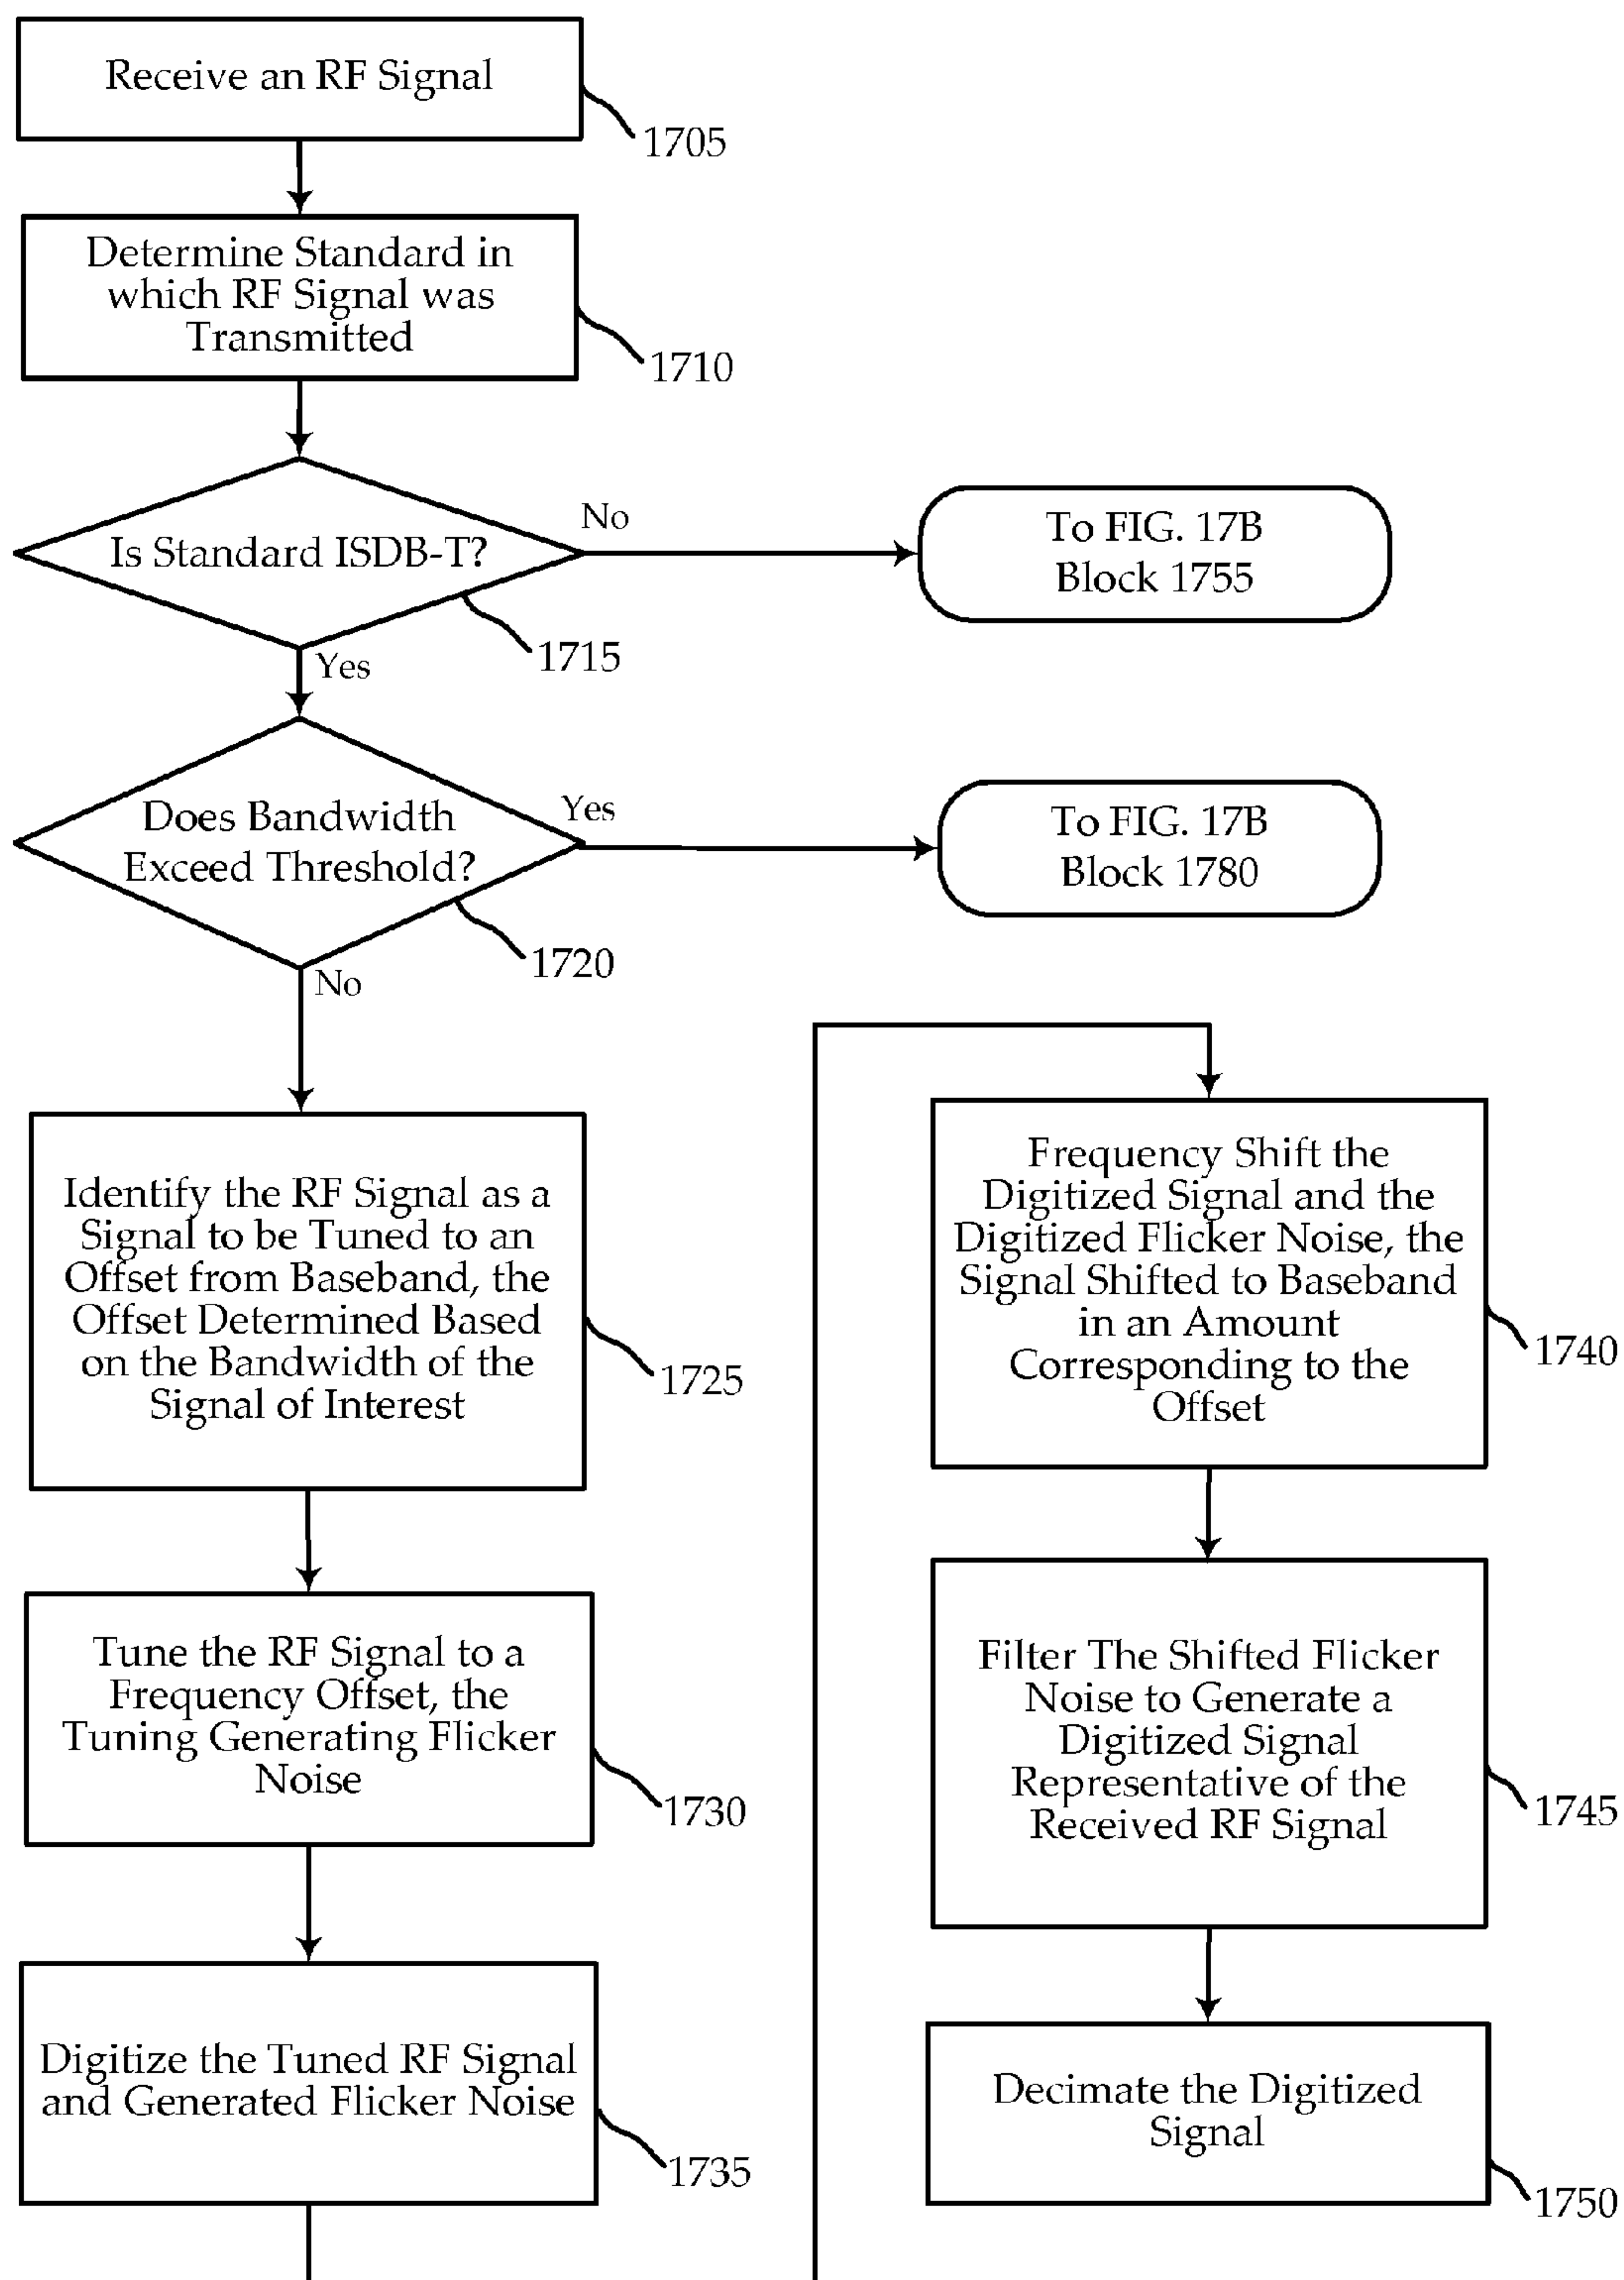 Receive an RF Signal
1705
Determine Standard in
which RF Signal was
Transmitted
1710
Is Standard ISDB-T?
No
To FIG. 17B
Block 1755
1715
Yes
Does Bandwidth
Exceed Threshold?
Yes
To FIG. 17B
Block 1780
1720
No
Identify the RF Signal as a
Signal to be Tuned to an
Offset from Baseband, the
Offset Determined Based
on the Bandwidth of the
Signal of Interest
1725
Tune the RF Signal to a
Frequency Offset, the
Tuning Generating Flicker
Noise
1730
Digitize the Tuned RF Signal
and Generated Flicker Noise
1735
Frequency Shift the
Digitized Signal and the
Digitized Flicker Noise, the
Signal Shifted to Baseband
in an Amount
Corresponding to the
Offset
1740
Filter The Shifted Flicker
Noise to Generate a
Digitized Signal
Representative of the
Received RF Signal
1745
Decimate the Digitized
Signal
1750